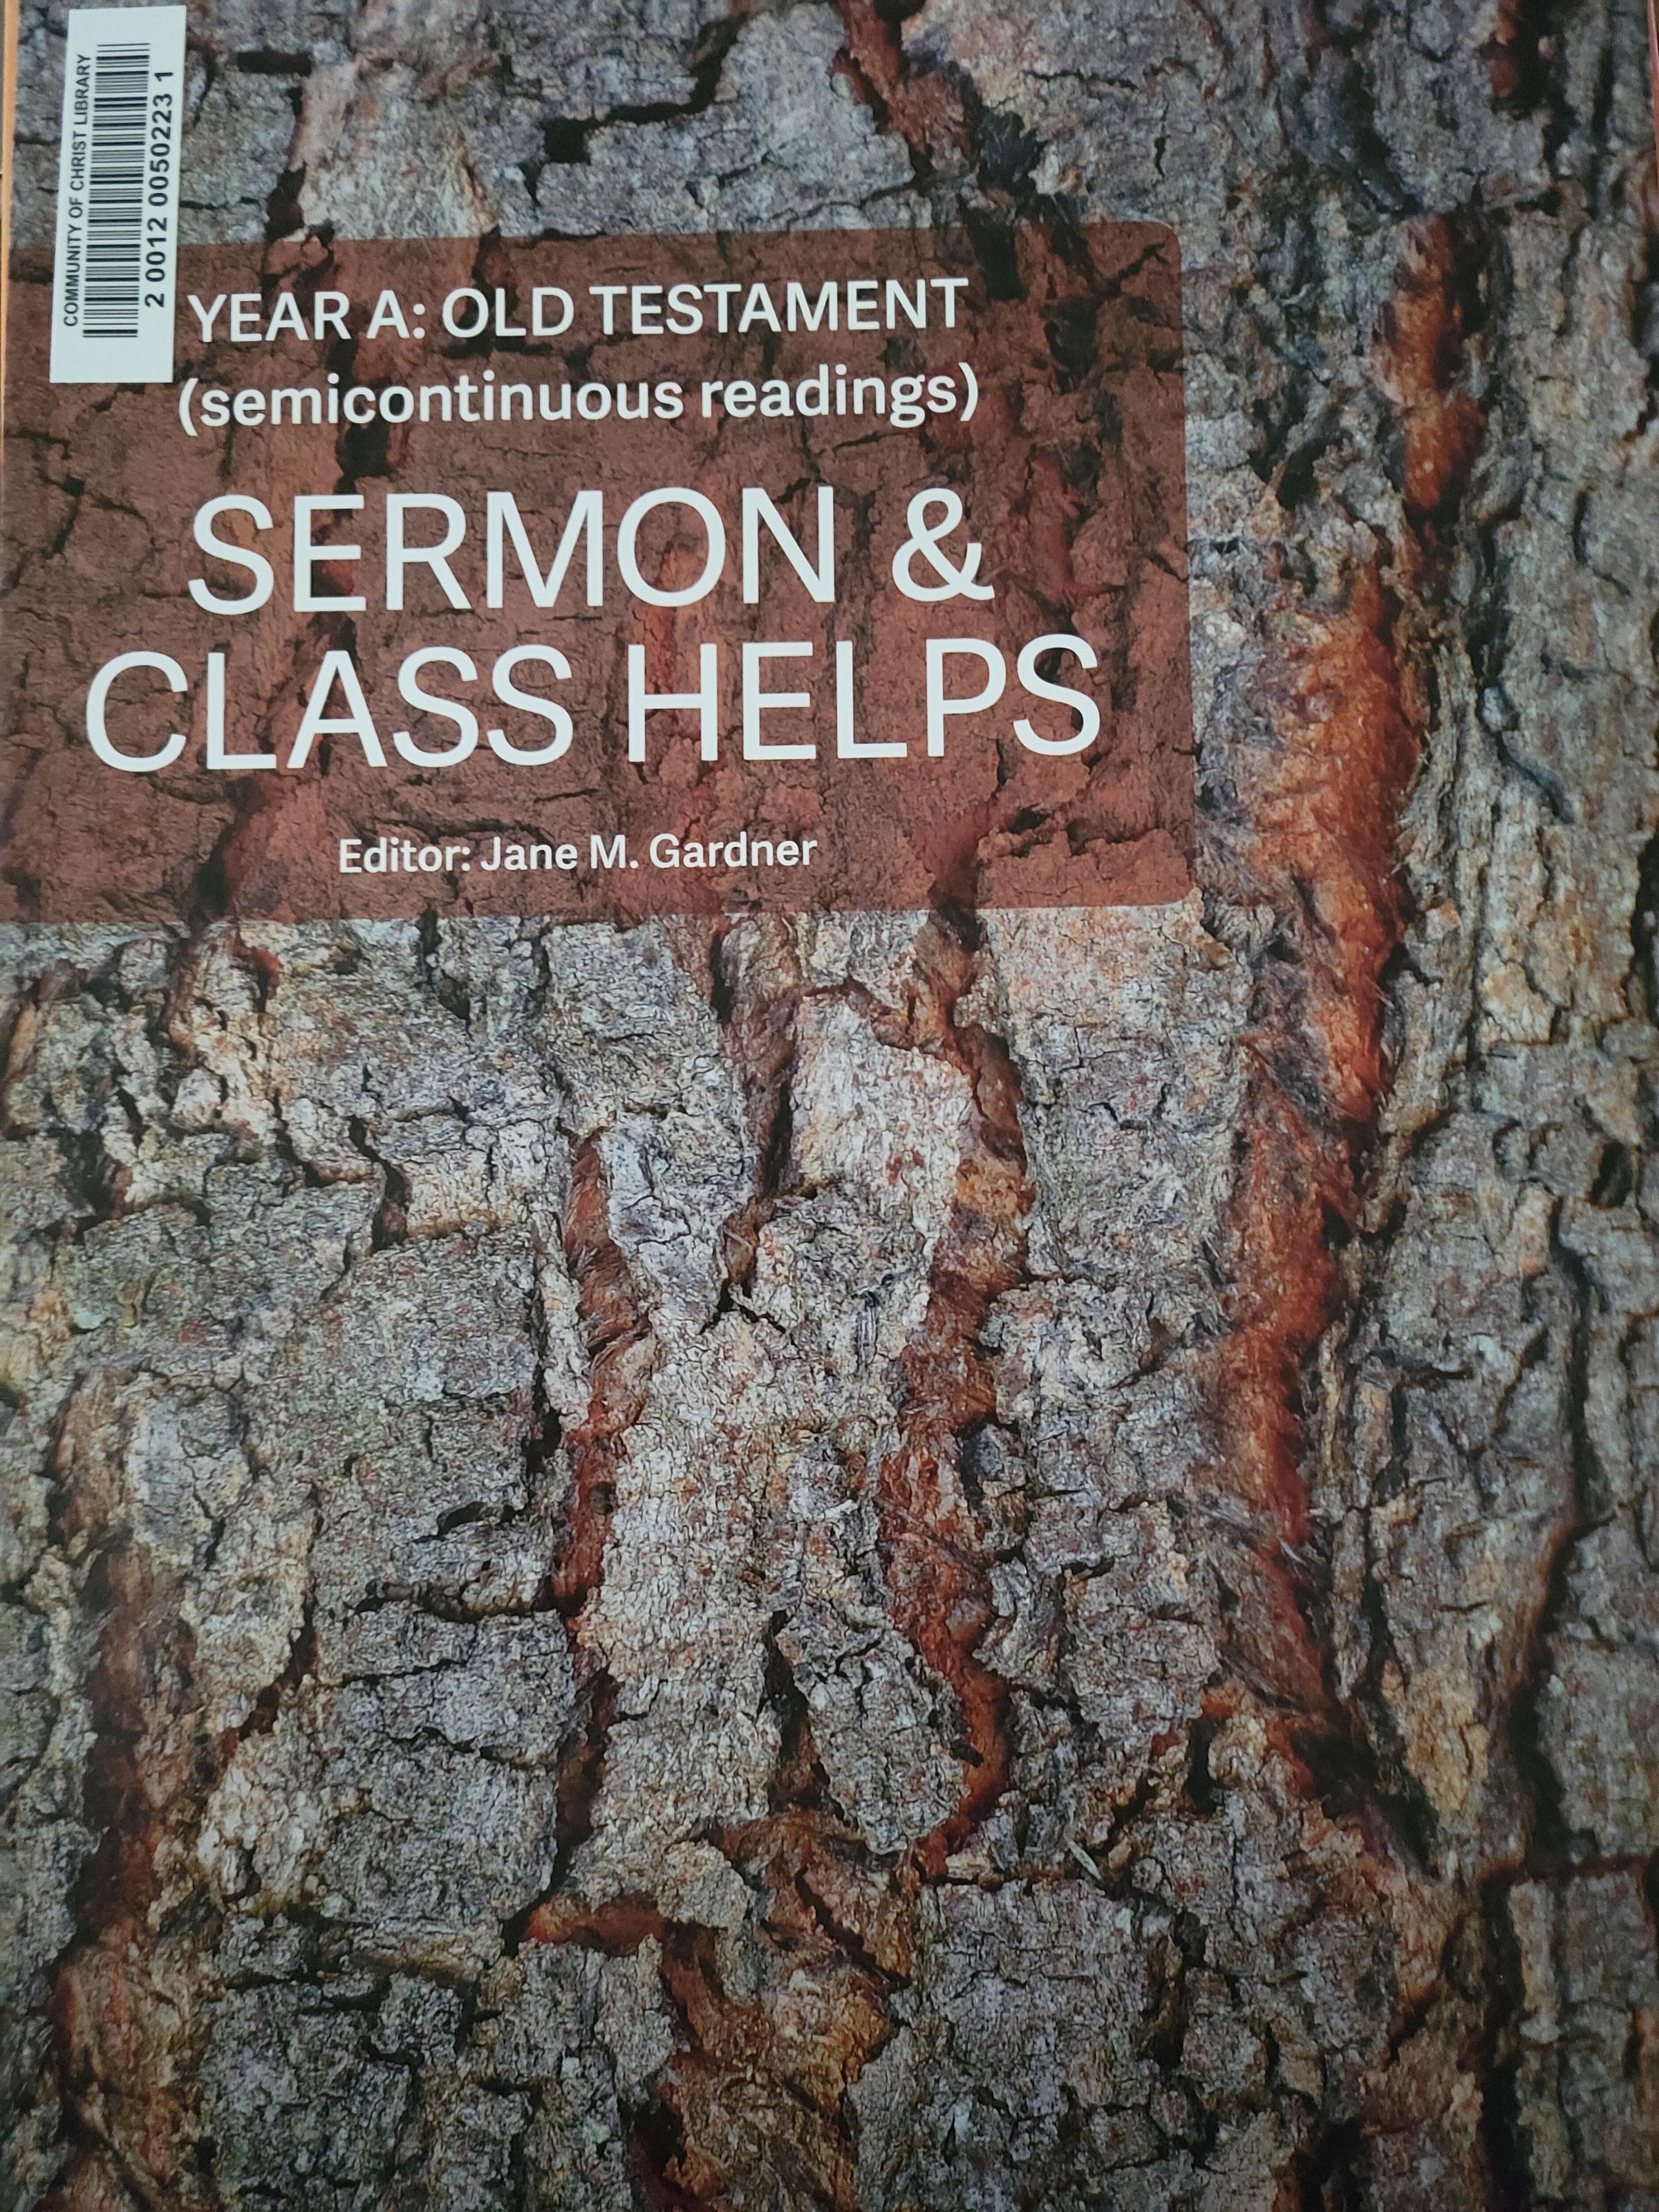 COMMUNITY OF CHRIST LIBRARY
2 0012 0050223 1
YEAR A: OLD TESTAMENT
(semicontinuous readings)
SERMON &
CLASS HELPS
Editor: Jane M. Gardner